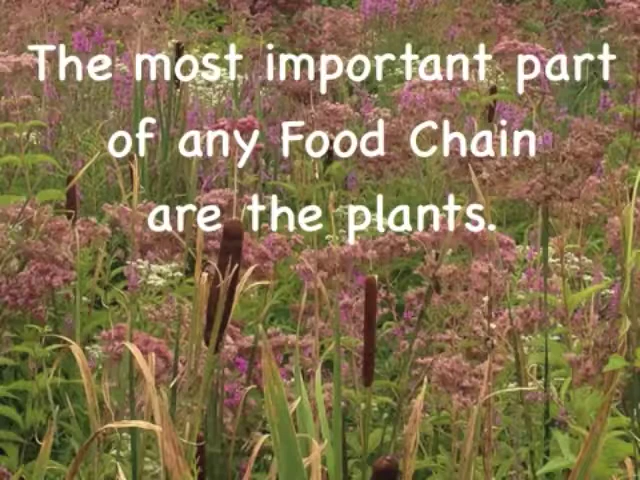 The most important part
of any Food Chain
are the plants.